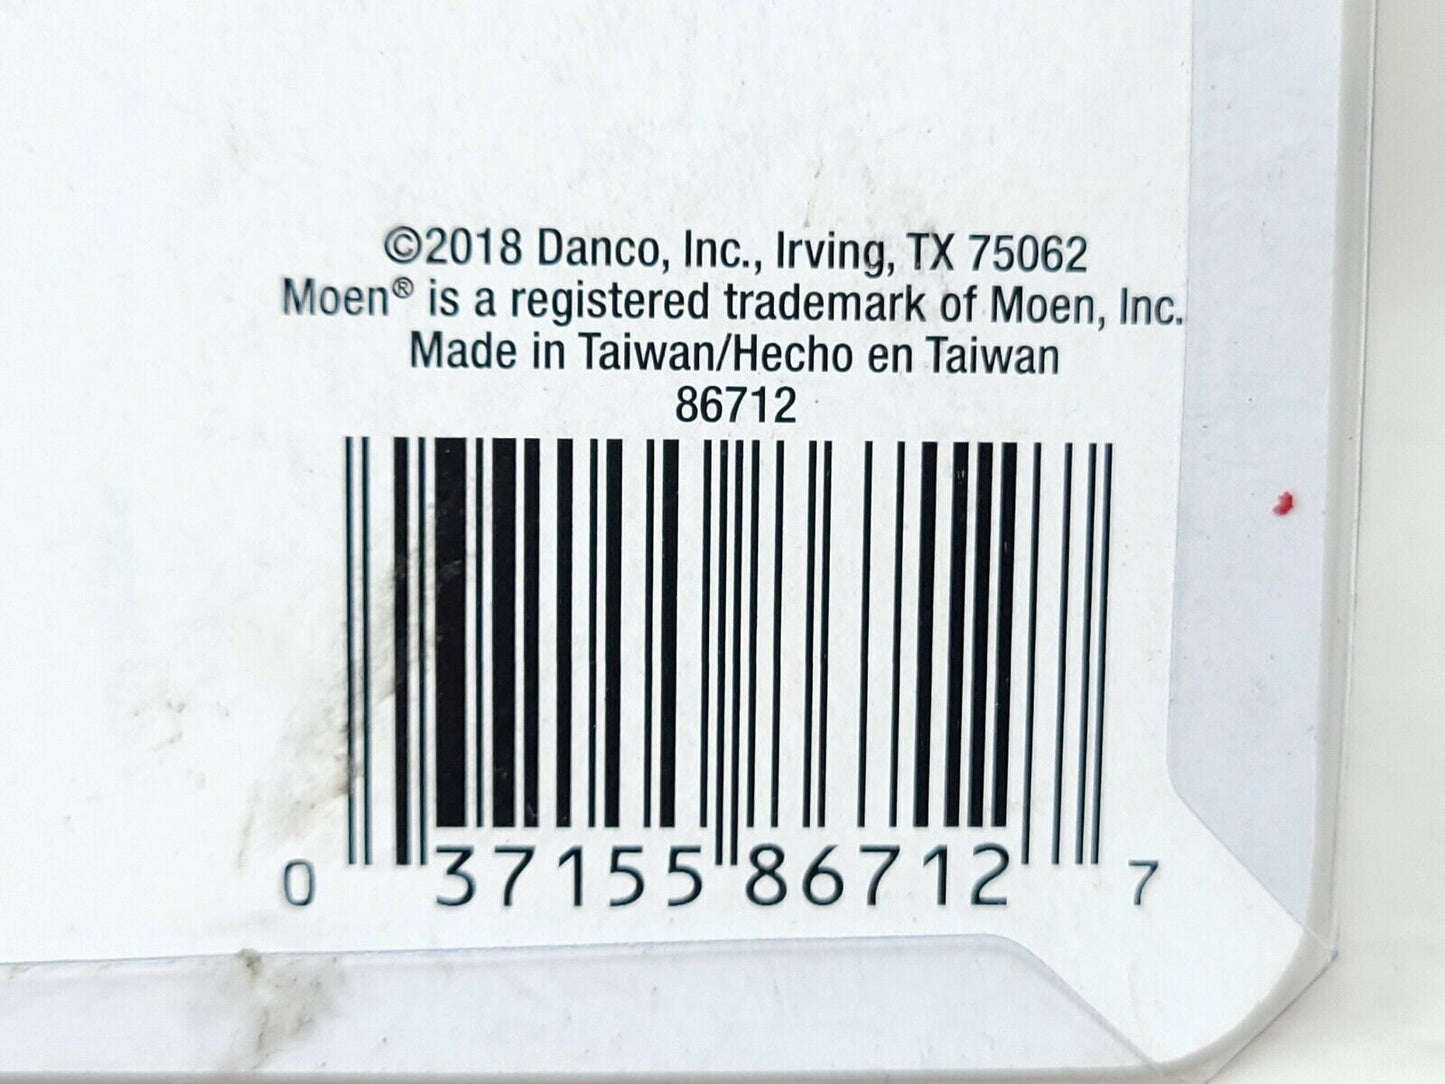 ©2018 Danco, Inc., Irving, TX 75062
Moen® is a registered trademark of Moen, Inc.
Made in Taiwan/Hecho en Taiwan
86712
0 37155 86712 7